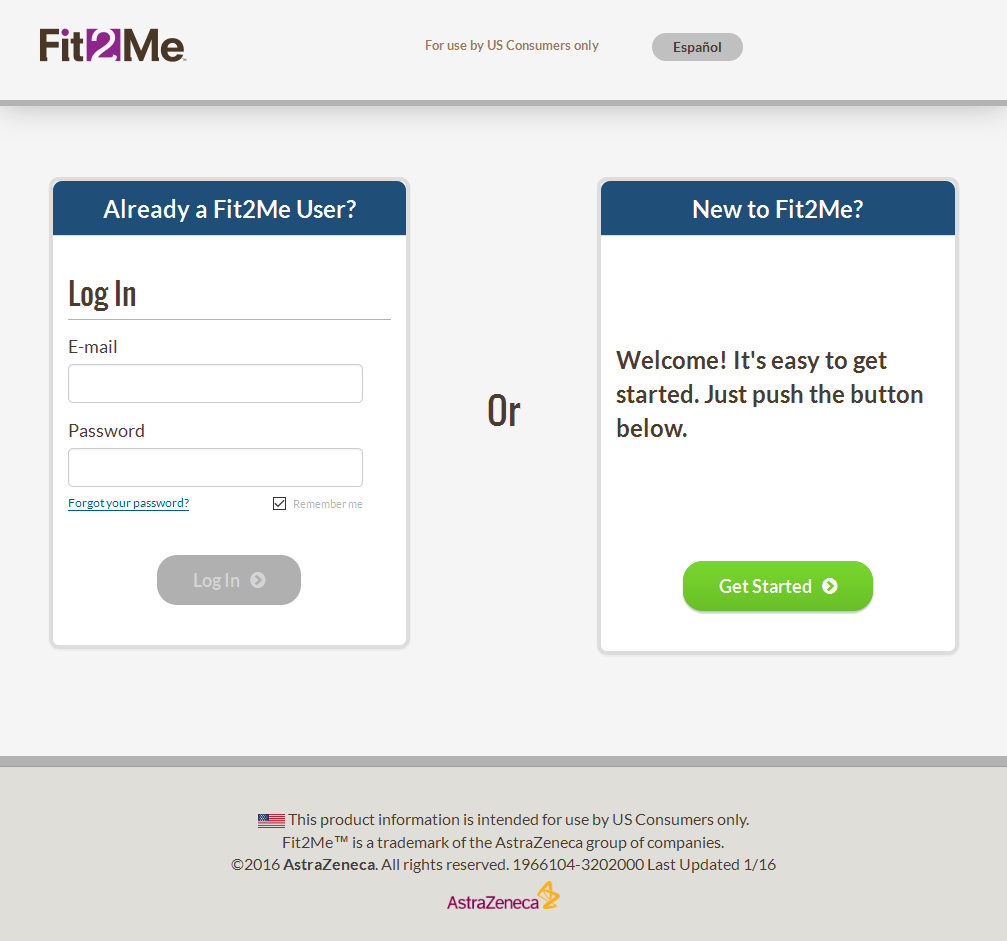 Fit2Me™
For use by US Consumers only
Español
Already a Fit2Me User?
Log In
E-mail
Password
Forgot your password?
Remember me
Log In
Or
New to Fit2Me?
Welcome! It's easy to get
started. Just push the button
below.
Get Started
This product information is intended for use by US Consumers only.
Fit2Me™ is a trademark of the AstraZeneca group of companies.
©2016 AstraZeneca. All rights reserved. 1966104-3202000 Last Updated 1/16
AstraZeneca